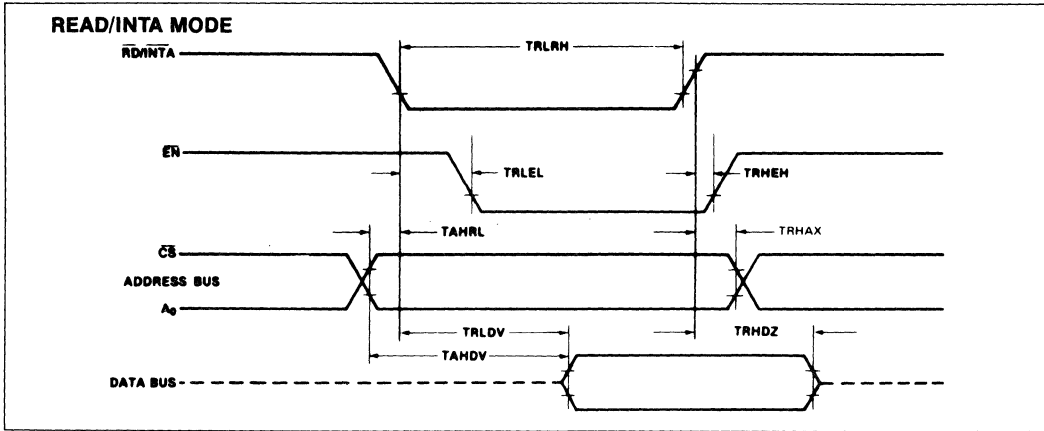 READ/INTA MODE
RD/INTA
TRLRH
EN
TRLEL
TRHEH
TAHRL
TRHAX
CS
ADDRESS BUS
A₀
TRLDV
TRHDZ
TAHDV
DATA BUS